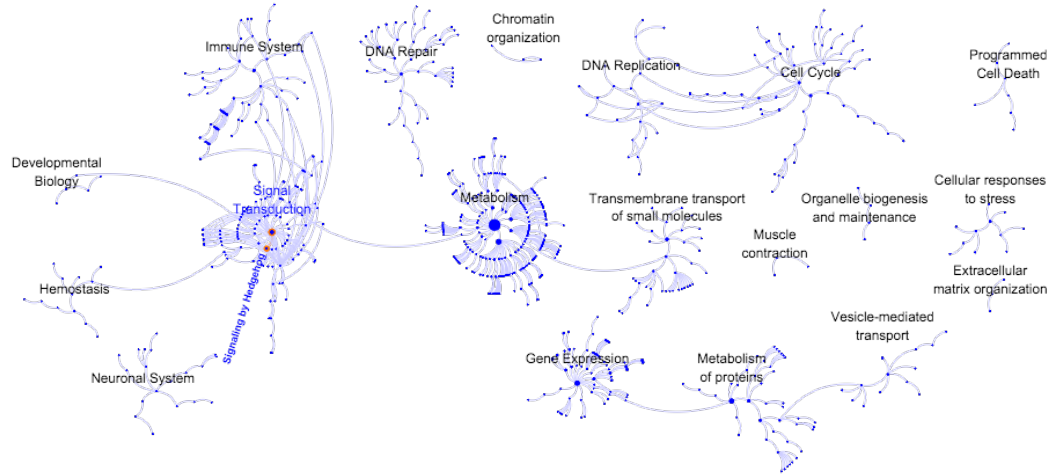 Immune System
DNA Repair
Chromatin
organization
DNA Replication
Cell Cycle
Programmed
Cell Death
Developmental
Biology
Signal
Transduction
Metabolism
Transmembrane transport
of small molecules
Organelle biogenesis
and maintenance
Cellular responses
to stress
Muscle
contraction
Hemostasis
Signaling by Hedgehog
Extracellular
matrix organization
Vesicle-mediated
transport
Neuronal System
Gene Expression
Metabolism
of proteins